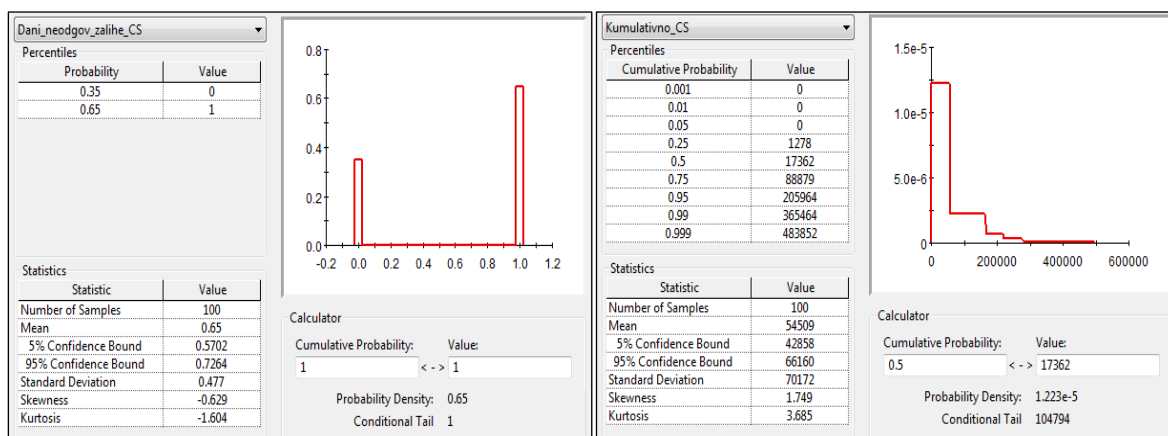 Dani_neodgov_zalihe_CS
Percentiles
Probability Value
0.35 0
0.65 1
Statistics
Statistic Value
Number of Samples 100
Mean 0.65
5% Confidence Bound 0.5702
95% Confidence Bound 0.7264
Standard Deviation 0.477
Skewness -0.629
Kurtosis -1.604
0.8
0.6
0.4
0.2
0.0
-0.2 0.0 0.2 0.4 0.6 0.8 1.0 1.2
Calculator
Cumulative Probability: Value:
1 < - > 1
Probability Density: 0.65
Conditional Tail 1
Kumulativno_CS
Percentiles
Cumulative Probability Value
0.001 0
0.01 0
0.05 0
0.25 1278
0.5 17362
0.75 88879
0.95 205964
0.99 365464
0.999 483852
Statistics
Statistic Value
Number of Samples 100
Mean 54509
5% Confidence Bound 42858
95% Confidence Bound 66160
Standard Deviation 70172
Skewness 1.749
Kurtosis 3.685
1.5e-5
1.0e-5
5.0e-6
0
0 200000 400000 600000
Calculator
Cumulative Probability: Value:
0.5 < - > 17362
Probability Density: 1.223e-5
Conditional Tail 104794